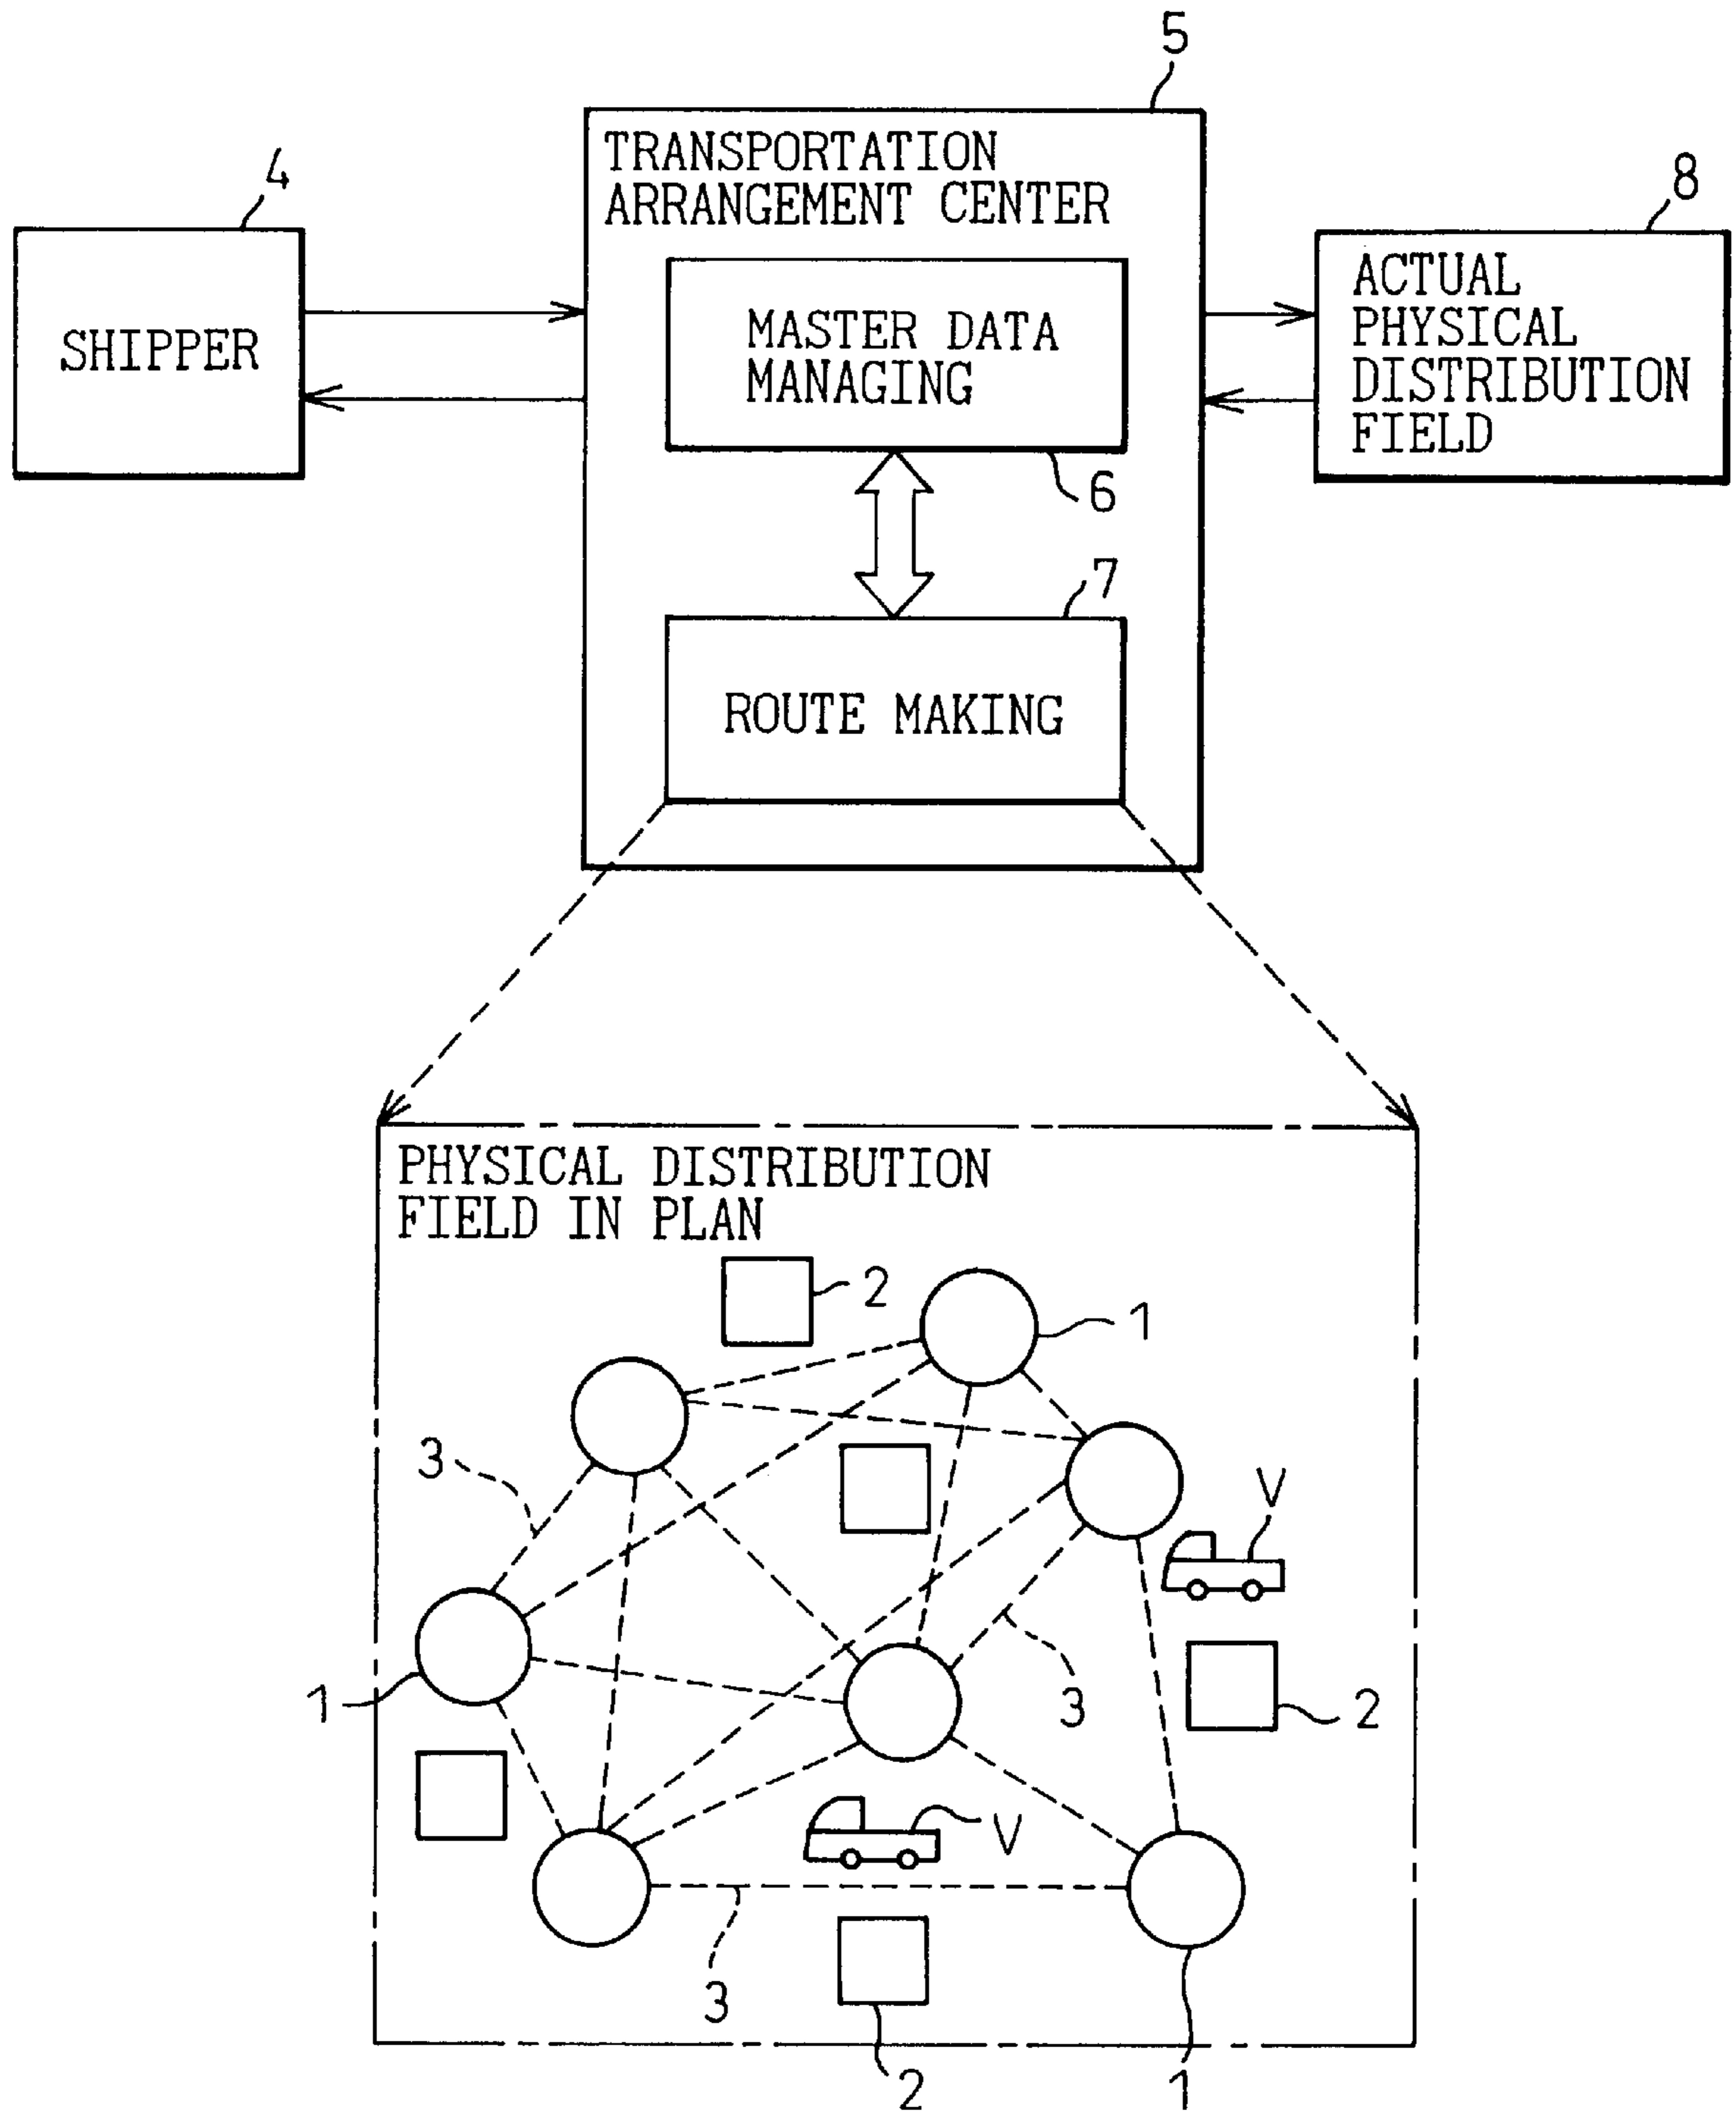 5
TRANSPORTATION
ARRANGEMENT CENTER
4
8
SHIPPER
MASTER DATA
MANAGING
ACTUAL
PHYSICAL
DISTRIBUTION
FIELD
6
7
ROUTE MAKING
PHYSICAL DISTRIBUTION
FIELD IN PLAN
2
1
3
V
1
3
2
V
3
2
1